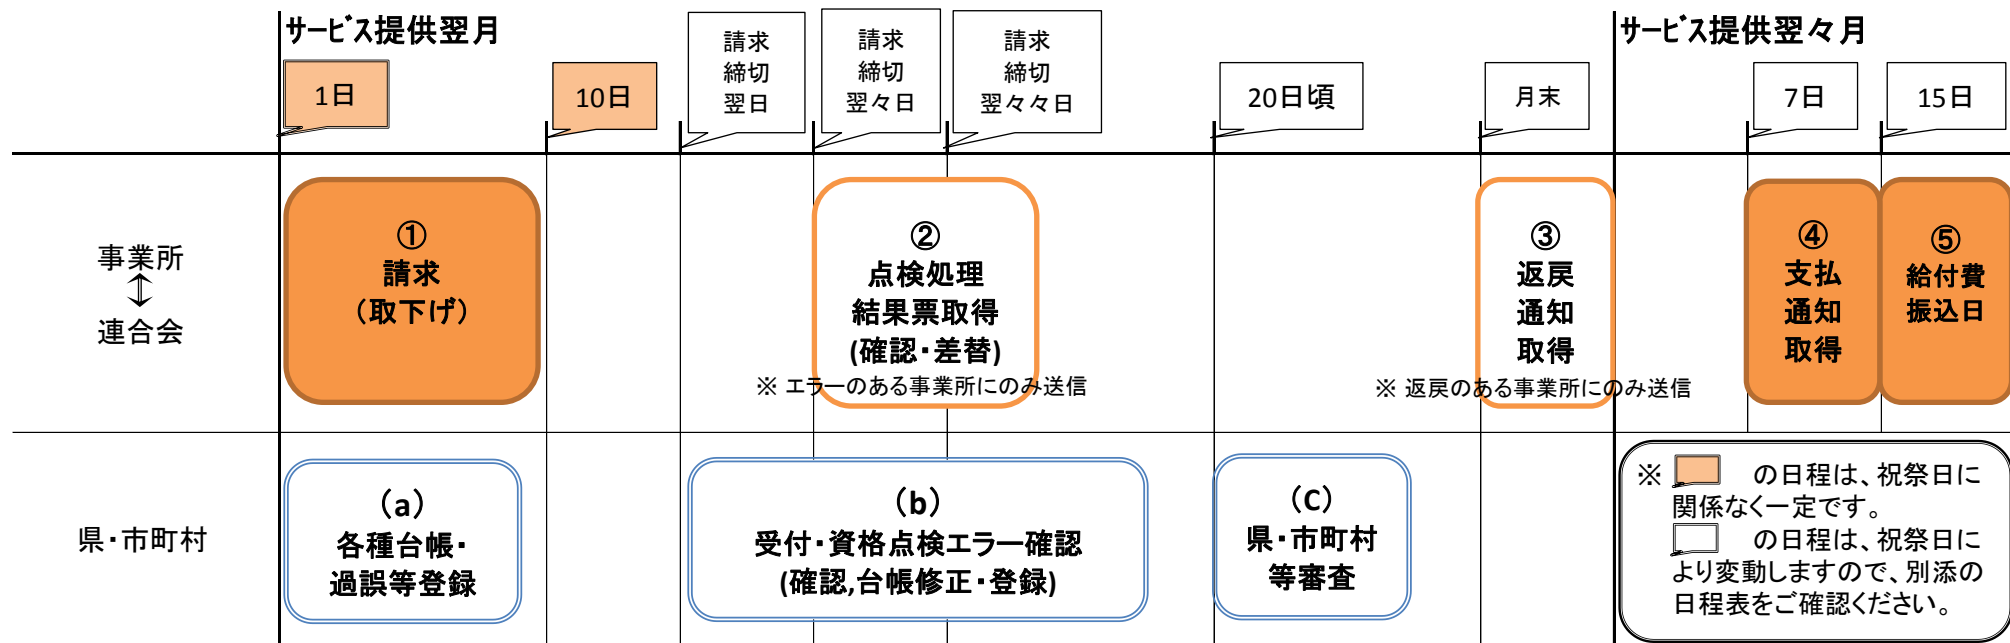 サービス提供翌月
サービス提供翌々月
1日
10日
請求
締切
翌日
請求
締切
翌々日
請求
締切
翌々々日
20日頃
月末
7日
15日
事業所
⇕
連合会
①
請求
（取下げ）
②
点検処理
結果票取得
(確認・差替)
※ エラーのある事業所にのみ送信
③
返戻
通知
取得
※ 返戻のある事業所にのみ送信
④
支払
通知
取得
⑤
給付費
振込日
県・市町村
（a）
各種台帳・
過誤等登録
（b）
受付・資格点検エラー確認
(確認,台帳修正・登録)
（C）
県・市町村
等審査
※ の日程は、祝祭日に
関係なく一定です。
の日程は、祝祭日に
より変動しますので、別添の
日程表をご確認ください。